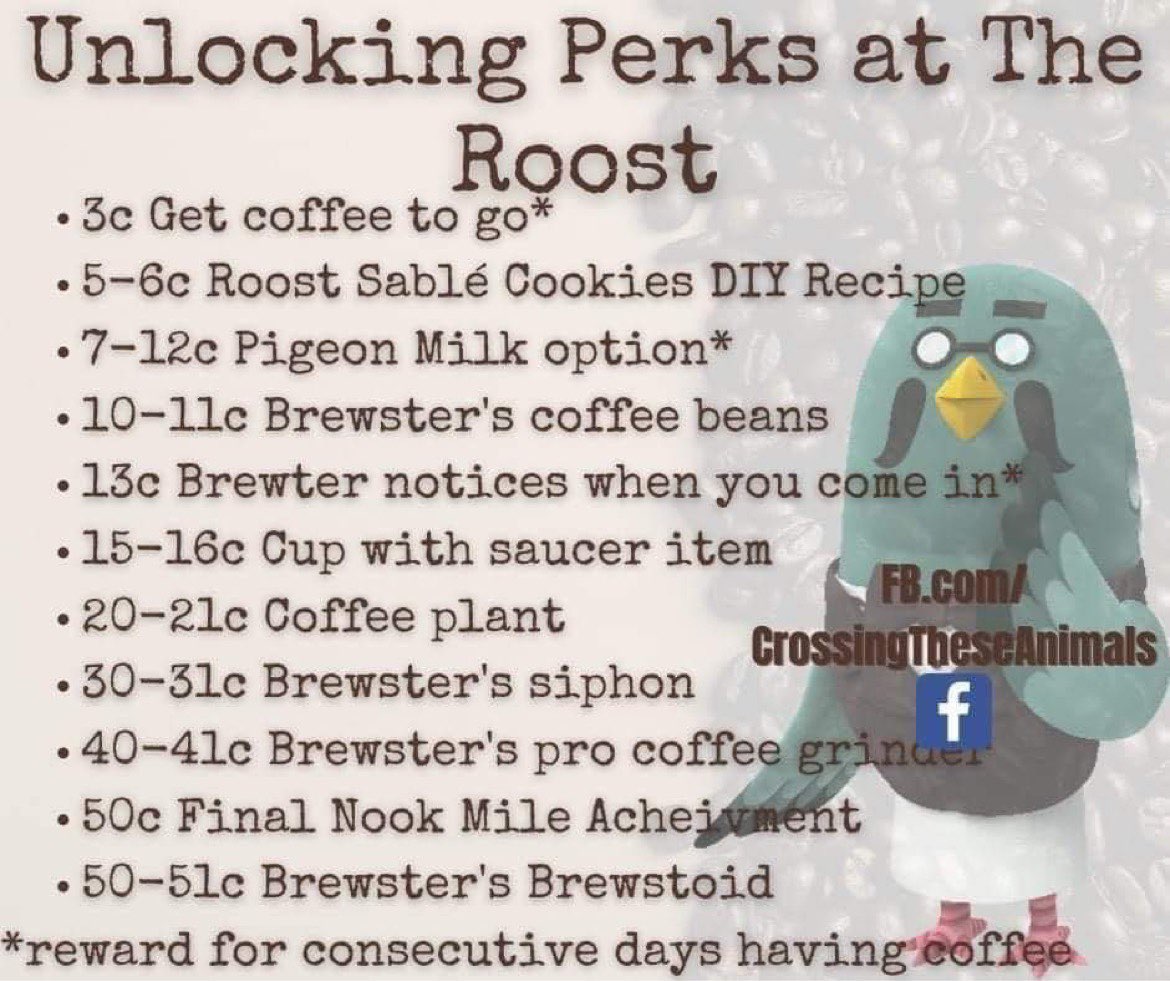 Unlocking Perks at The
Roost
• 3c Get coffee to go*
• 5-6c Roost Sablé Cookies DIY Recipe
• 7-12c Pigeon Milk option*
• 10-11c Brewster's coffee beans
• 13c Brewter notices when you come in*
• 15-16c Cup with saucer item
• 20-21c Coffee plant
• 30-31c Brewster's siphon
• 40-41c Brewster's pro coffee grinder
• 50c Final Nook Mile Acheivment
• 50-51c Brewster's Brewstoid
*reward for consecutive days having coffee
FB.com/
CrossingTheseAnimals
f